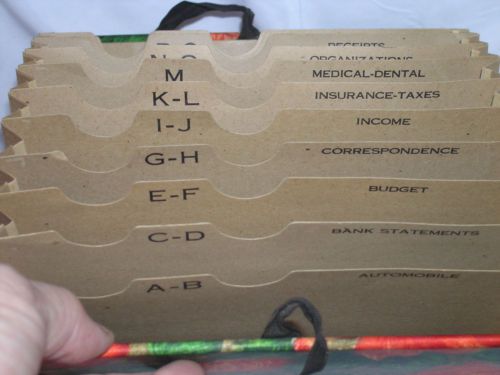 RECEIPTS
N-O ORGANIZATIONS
M MEDICAL-DENTAL
K-L INSURANCE-TAXES
I-J INCOME
G-H CORRESPONDENCE
E-F BUDGET
C-D BANK STATEMENTS
A-B AUTOMOBILE